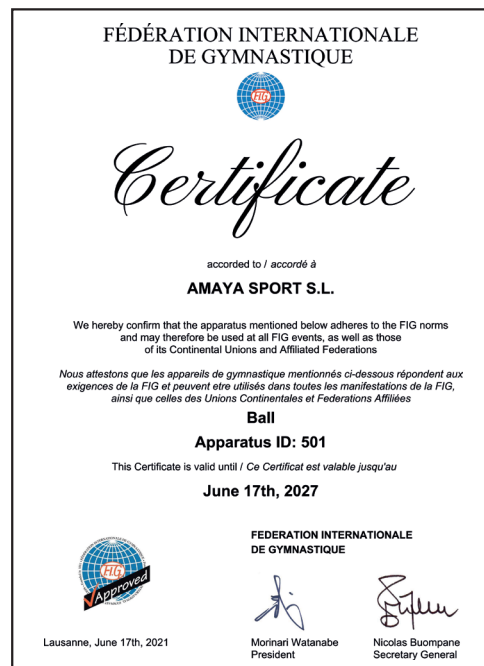 FÉDÉRATION INTERNATIONALE
DE GYMNASTIQUE
FIG
Certificate
accorded to / accordé à
AMAYA SPORT S.L.
We hereby confirm that the apparatus mentioned below adheres to the FIG norms
and may therefore be used at all FIG events, as well as those
of its Continental Unions and Affiliated Federations
Nous attestons que les appareils de gymnastique mentionnés ci-dessous répondent aux
exigences de la FIG et peuvent etre utilisés dans toutes les manifestations de la FIG,
ainsi que celles des Unions Continentales et Federations Affiliées
Ball
Apparatus ID: 501
This Certificate is valid until / Ce Certificat est valable jusqu'au
June 17th, 2027
FEDERATION INTERNATIONALE
DE GYMNASTIQUE
FIG
Approved
Lausanne, June 17th, 2021
Morinari Watanabe
President
Nicolas Buompane
Secretary General